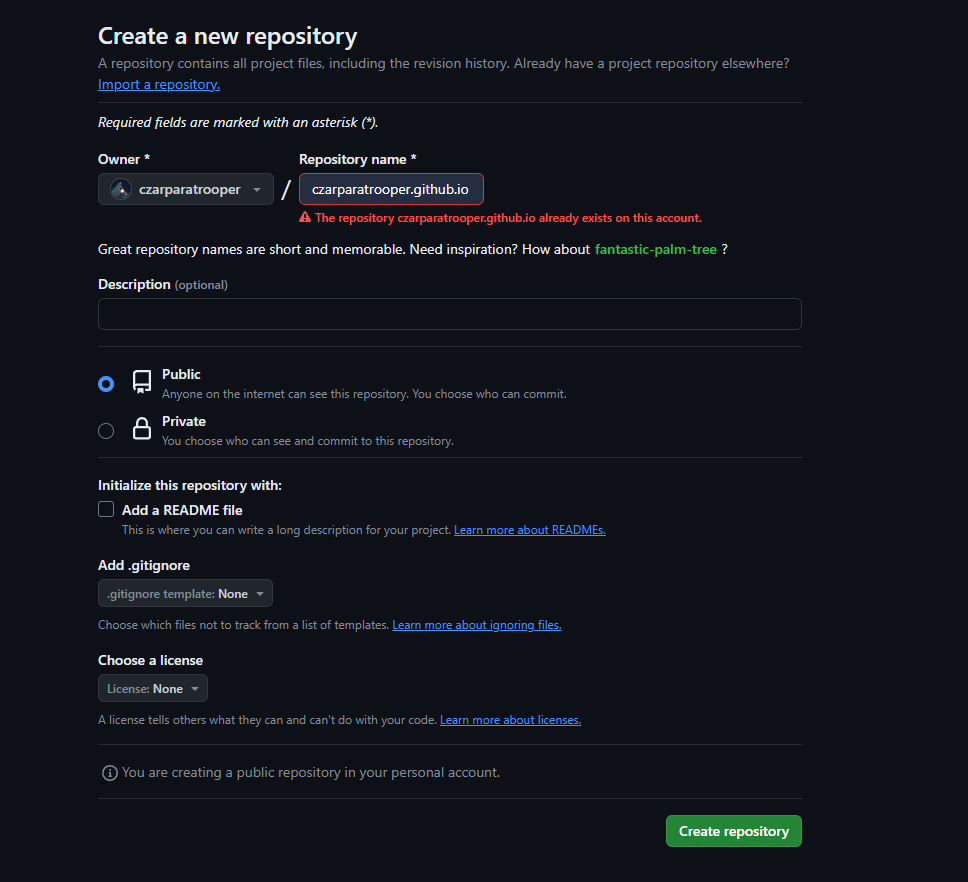 Create a new repository
A repository contains all project files, including the revision history. Already have a project repository elsewhere?
Import a repository.
Required fields are marked with an asterisk (*).
Owner *
Repository name *
czarparatrooper
/
czarparatrooper.github.io
The repository czarparatrooper.github.io already exists on this account.
Great repository names are short and memorable. Need inspiration? How about fantastic-palm-tree ?
Description (optional)
Public
Anyone on the internet can see this repository. You choose who can commit.
Private
You choose who can see and commit to this repository.
Initialize this repository with:
Add a README file
This is where you can write a long description for your project. Learn more about READMEs.
Add .gitignore
.gitignore template: None
Choose which files not to track from a list of templates. Learn more about ignoring files.
Choose a license
License: None
A license tells others what they can and can't do with your code. Learn more about licenses.
You are creating a public repository in your personal account.
Create repository